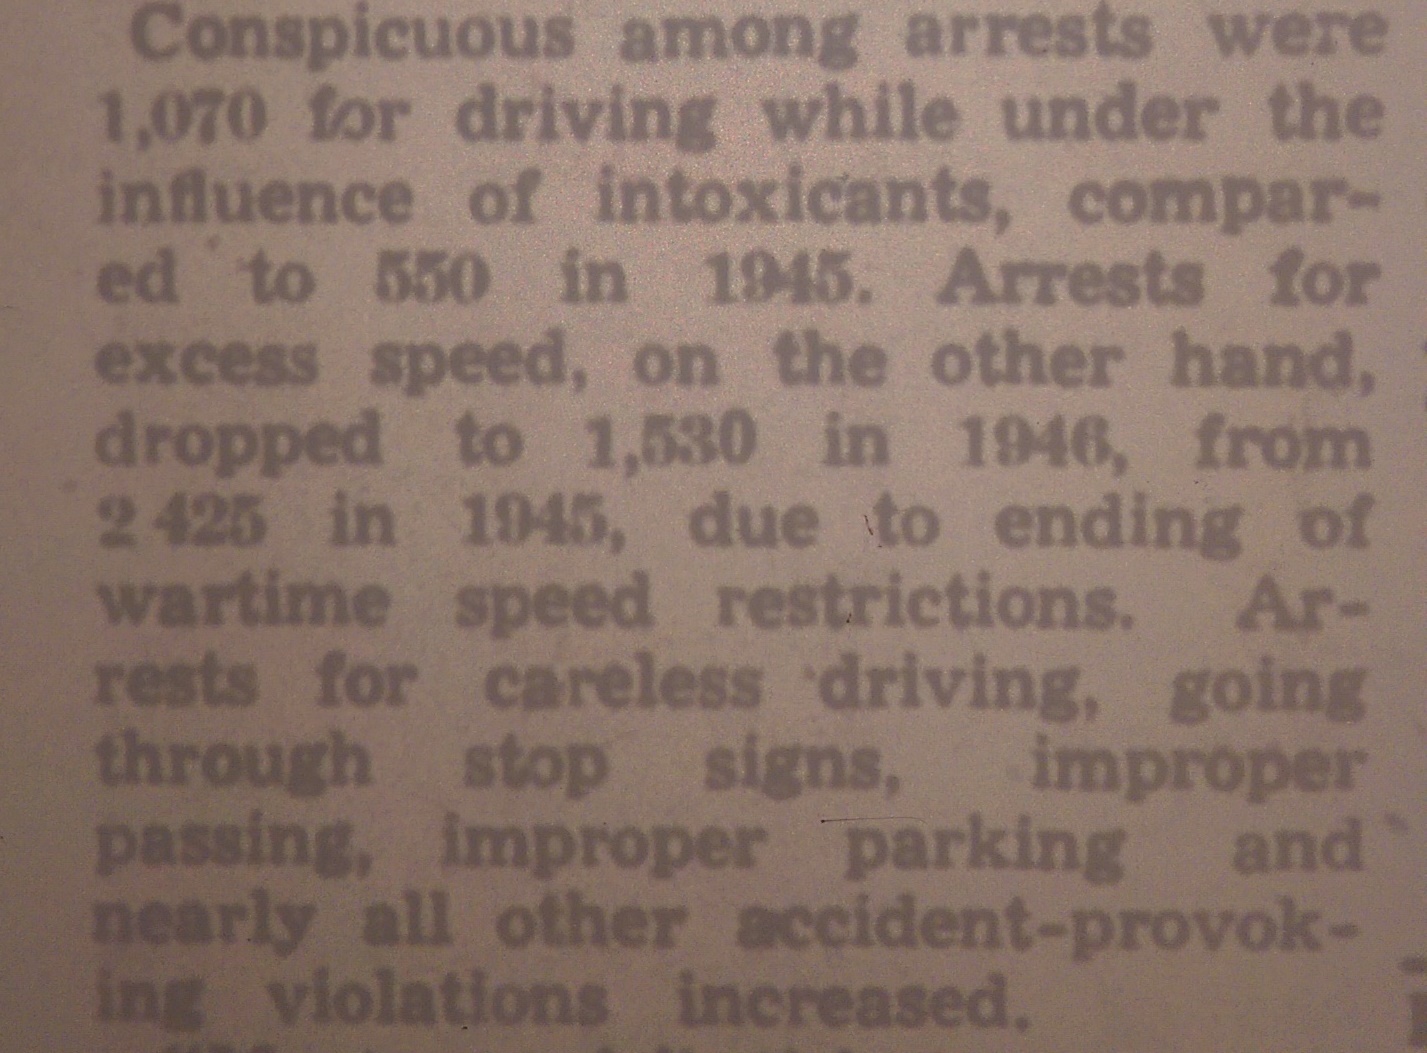 Conspicuous among arrests were
1,070 for driving while under the
influence of intoxicants, compar-
ed to 550 in 1945. Arrests for
excess speed, on the other hand,
dropped to 1,530 in 1946, from
2 425 in 1945, due to ending of
wartime speed restrictions. Ar-
rests for careless driving, going
through stop signs, improper
passing, improper parking and
nearly all other accident-provok-
ing violations increased.